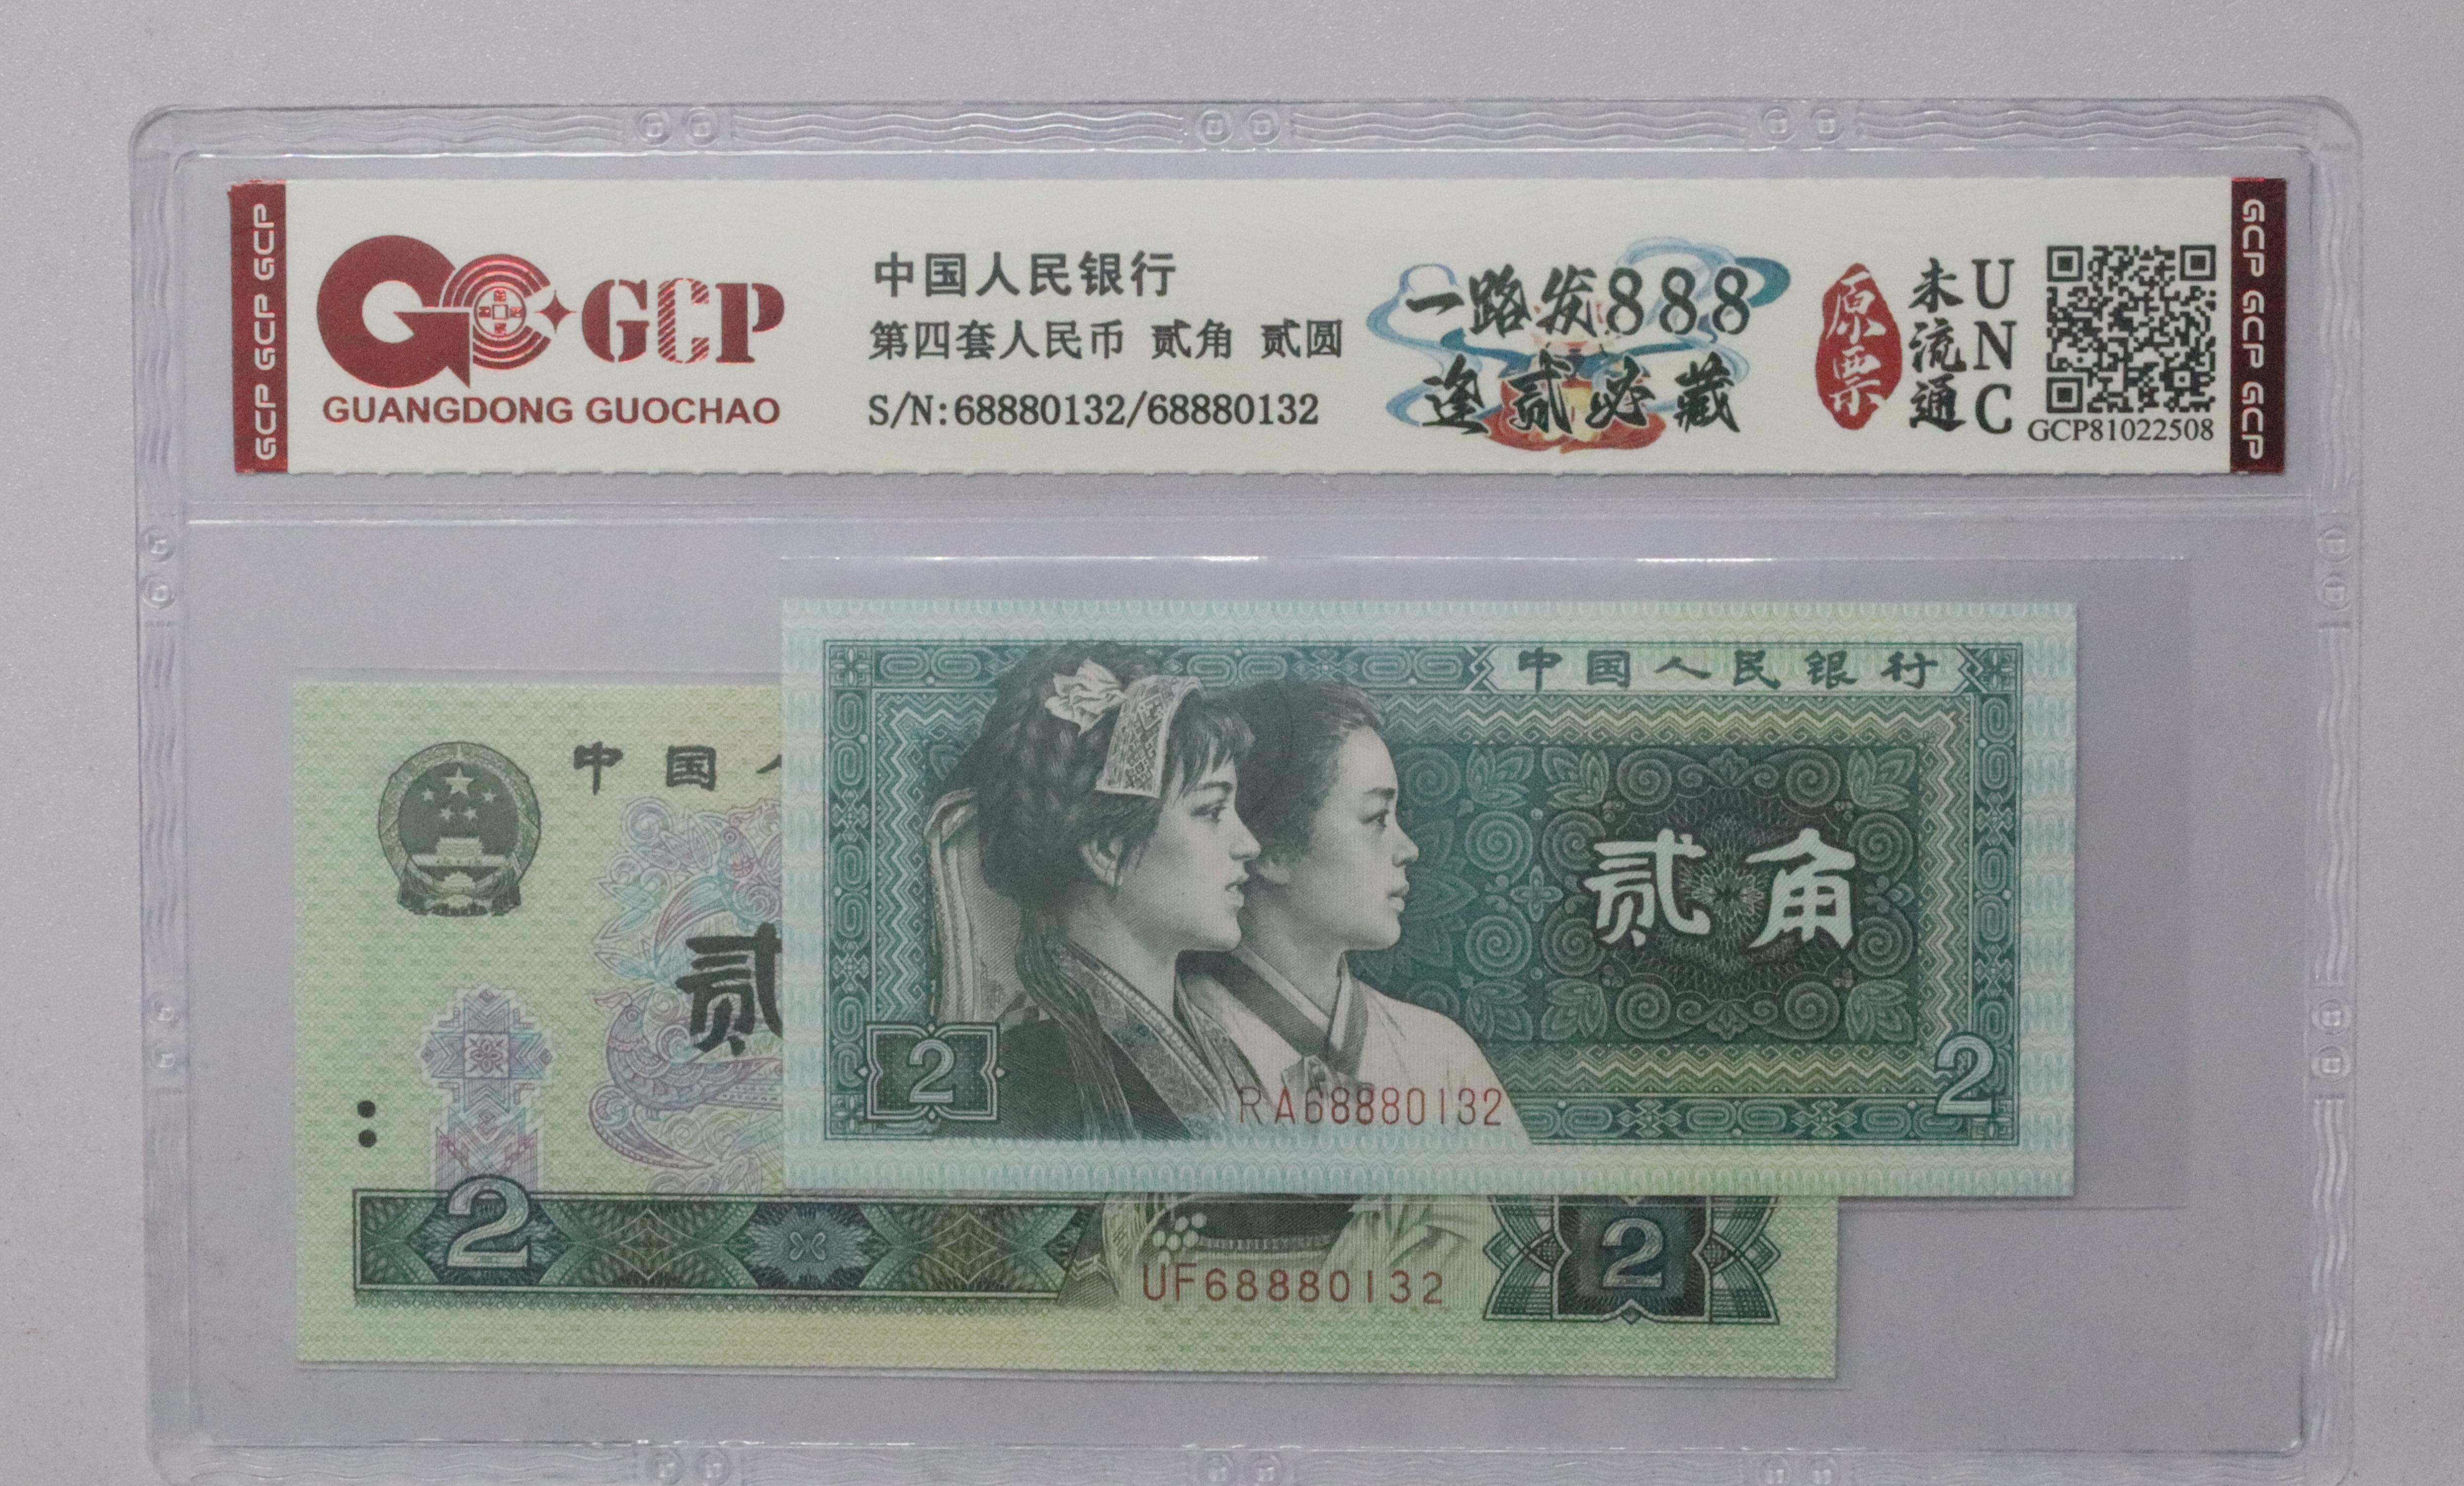 GCP GCP GCP
GCP
GUANGDONG GUOCHAO
中国人民银行
第四套人民币 贰角 贰圆
S/N:68880132/68880132
一路发888
逢贰必藏
原票
未流通
UNC
GCP81022508
GCP GCP GCP
中国人民银行
贰角
2
2
RA68880132
中国
贰
2
2
UF68880132